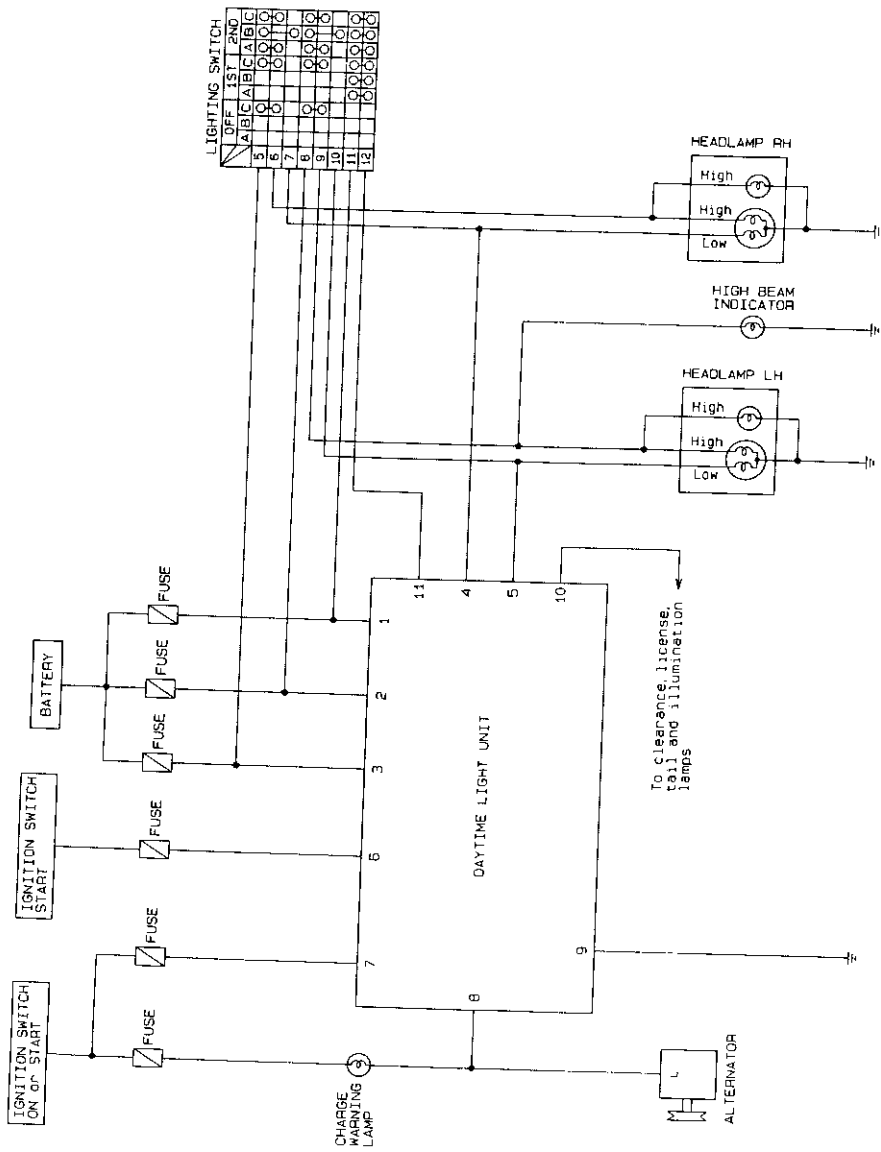 LIGHTING SWITCH
OFF 1ST 2ND
A B C A B C A B C
5
6
7
8
9
10
11
12
HEADLAMP RH
High
High
Low
HIGH BEAM
INDICATOR
HEADLAMP LH
High
High
Low
BATTERY
FUSE
FUSE
FUSE
IGNITION SWITCH
START
FUSE
IGNITION SWITCH
ON or START
FUSE
FUSE
CHARGE
WARNING
LAMP
DAYTIME LIGHT UNIT
1
2
3
6
7
8
9
11
4
5
10
To clearance, license,
tail and illumination
lamps
L
ALTERNATOR